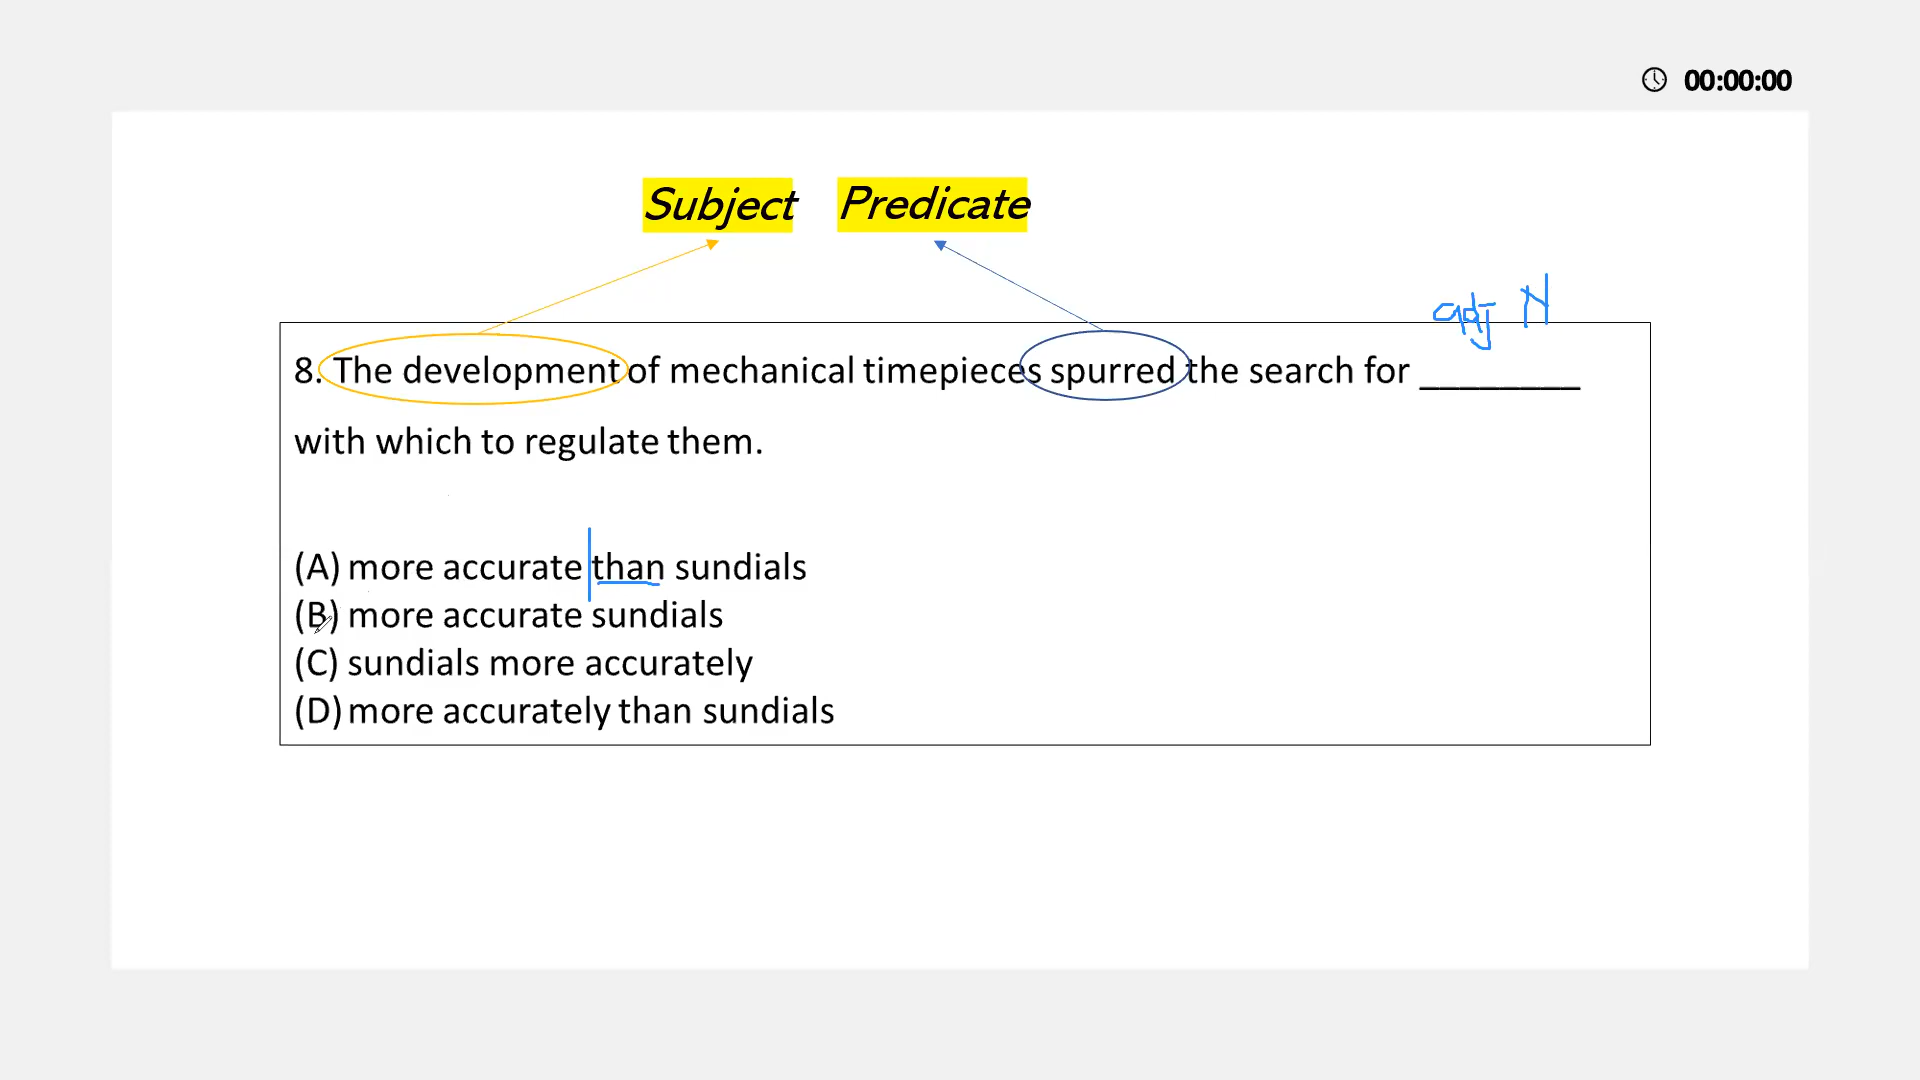 00:00:00
Subject Predicate
adj N
8. The development of mechanical timepieces spurred the search for ________
with which to regulate them.
(A) more accurate than sundials
(B) more accurate sundials
(C) sundials more accurately
(D) more accurately than sundials